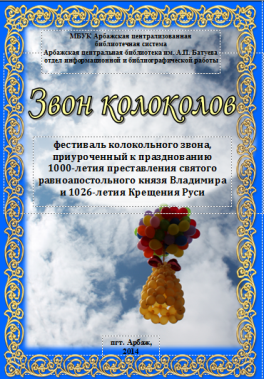 МБУК Арбажская централизованная
библиотечная система
Арбажская центральная библиотека им. А.П. Батуева
отдел информационной и библиографической работы
Звон колоколов
фестиваль колокольного звона,
приуроченный к празднованию
1000-летия преставления святого
равноапостольного князя Владимира
и 1026-летия Крещения Руси
пгт. Арбаж,
2014